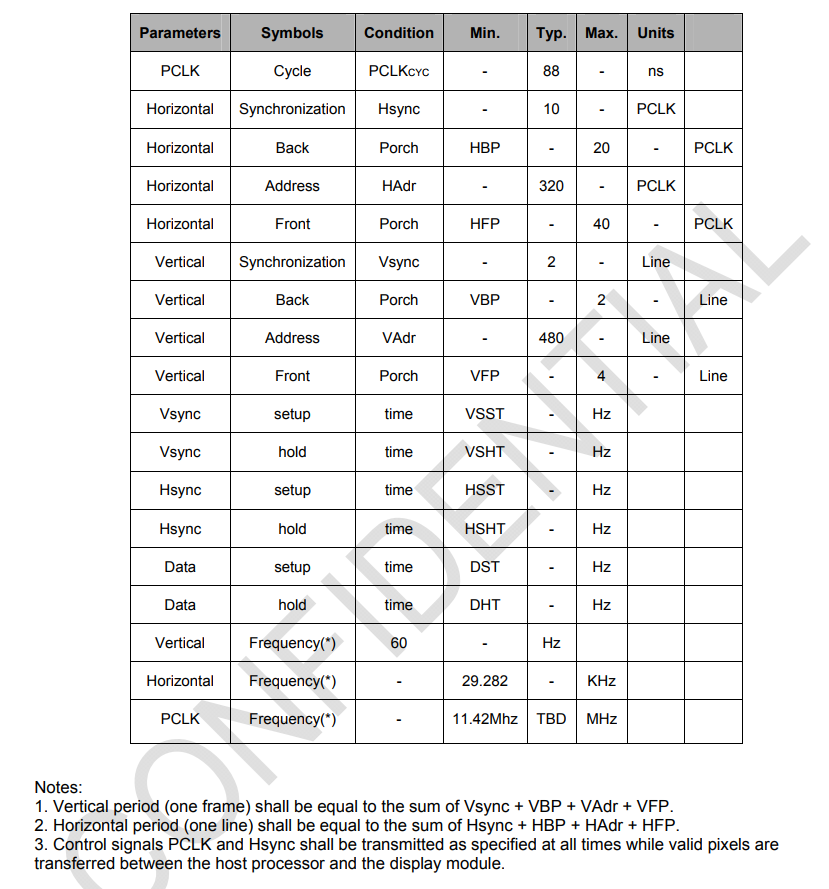 Parameters Symbols Condition Min. Typ. Max. Units
PCLK Cycle PCLKCYC - 88 - ns
Horizontal Synchronization Hsync - 10 - PCLK
Horizontal Back Porch HBP - 20 - PCLK
Horizontal Address HAdr - 320 - PCLK
Horizontal Front Porch HFP - 40 - PCLK
Vertical Synchronization Vsync - 2 - Line
Vertical Back Porch VBP - 2 - Line
Vertical Address VAdr - 480 - Line
Vertical Front Porch VFP - 4 - Line
Vsync setup time VSST - Hz
Vsync hold time VSHT - Hz
Hsync setup time HSST - Hz
Hsync hold time HSHT - Hz
Data setup time DST - Hz
Data hold time DHT - Hz
Vertical Frequency(*) 60 - Hz
Horizontal Frequency(*) - 29.282 - KHz
PCLK Frequency(*) - 11.42Mhz TBD MHz
Notes:
1. Vertical period (one frame) shall be equal to the sum of Vsync + VBP + VAdr + VFP.
2. Horizontal period (one line) shall be equal to the sum of Hsync + HBP + HAdr + HFP.
3. Control signals PCLK and Hsync shall be transmitted as specified at all times while valid pixels are
transferred between the host processor and the display module.
CONFIDENTIAL